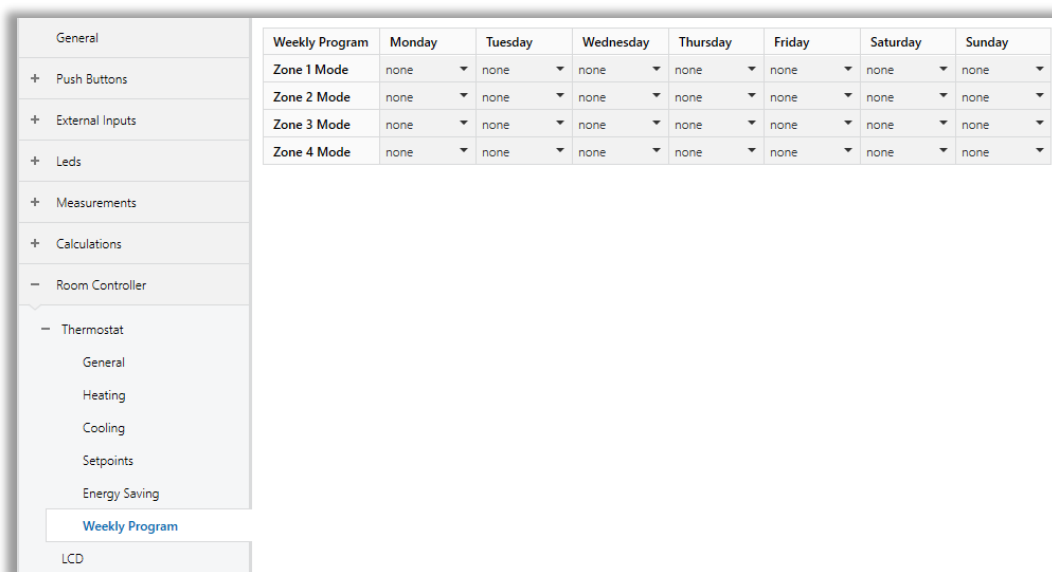 General
Push Buttons
External Inputs
Leds
Measurements
Calculations
Room Controller
Thermostat
General
Heating
Cooling
Setpoints
Energy Saving
Weekly Program
LCD
Weekly Program Monday Tuesday Wednesday Thursday Friday Saturday Sunday
Zone 1 Mode none none none none none none none
Zone 2 Mode none none none none none none none
Zone 3 Mode none none none none none none none
Zone 4 Mode none none none none none none none